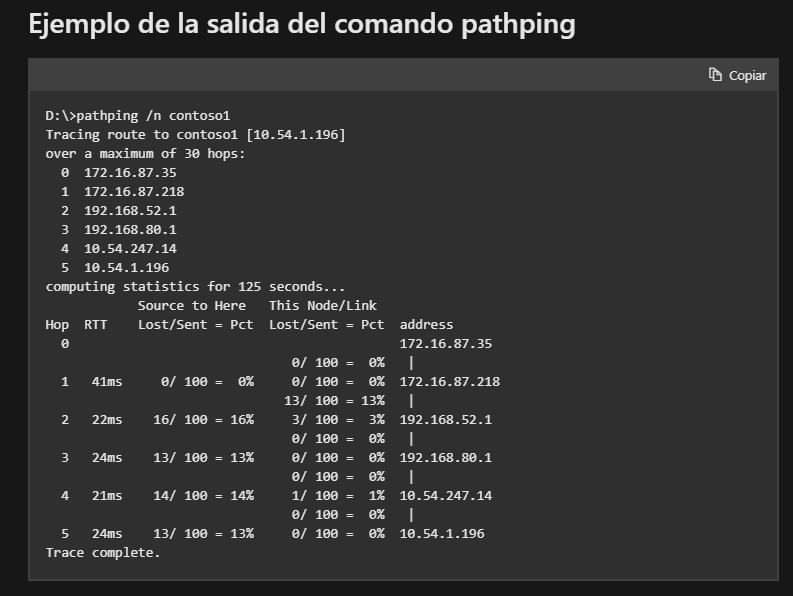 Ejemplo de la salida del comando pathping
Copiar
D:\>pathping /n contoso1
Tracing route to contoso1 [10.54.1.196]
over a maximum of 30 hops:
  0  172.16.87.35
  1  172.16.87.218
  2  192.168.52.1
  3  192.168.80.1
  4  10.54.247.14
  5  10.54.1.196
computing statistics for 125 seconds...
            Source to Here   This Node/Link
Hop  RTT    Lost/Sent = Pct  Lost/Sent = Pct  address
  0                                           172.16.87.35
                                0/ 100 =  0%   |
  1   41ms     0/ 100 =  0%     0/ 100 =  0%  172.16.87.218
                               13/ 100 = 13%   |
  2   22ms    16/ 100 = 16%     3/ 100 =  3%  192.168.52.1
                                0/ 100 =  0%   |
  3   24ms    13/ 100 = 13%     0/ 100 =  0%  192.168.80.1
                                0/ 100 =  0%   |
  4   21ms    14/ 100 = 14%     1/ 100 =  1%  10.54.247.14
                                0/ 100 =  0%   |
  5   24ms    13/ 100 = 13%     0/ 100 =  0%  10.54.1.196
Trace complete.